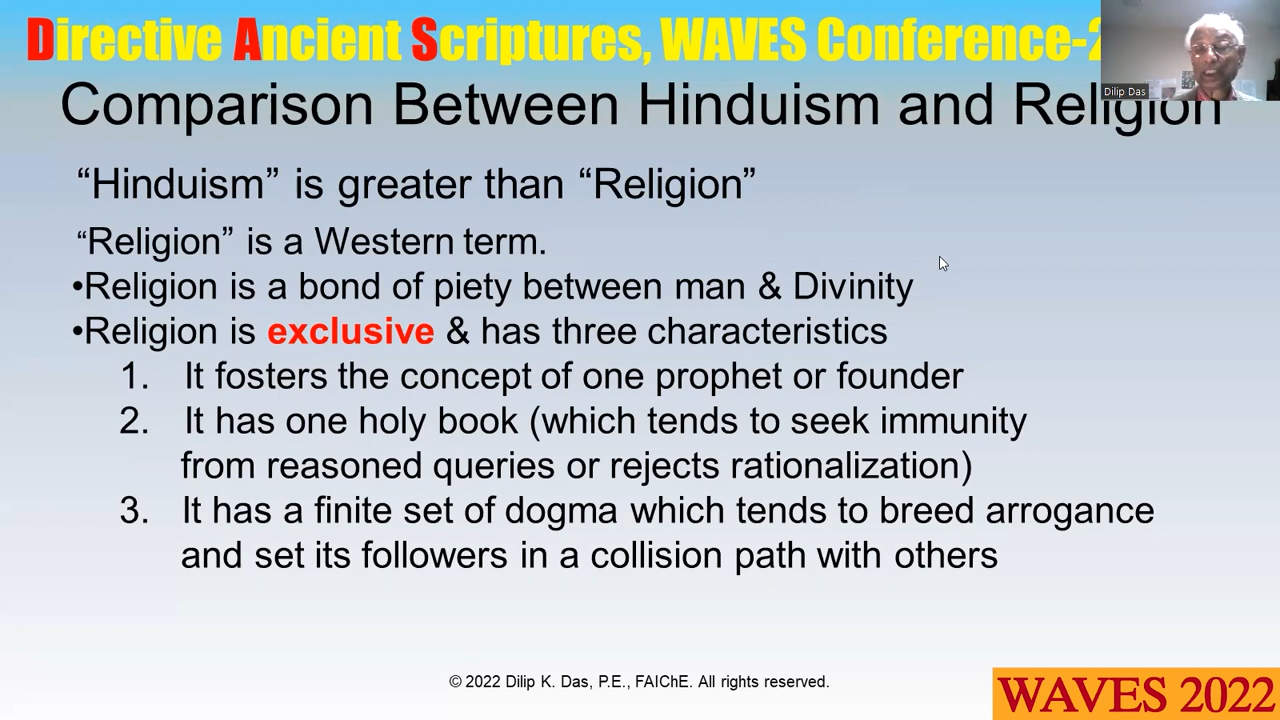 Directive Ancient Scriptures, WAVES Conference-2
Dilip Das
Comparison Between Hinduism and Religion
“Hinduism” is greater than “Religion”
“Religion” is a Western term.
•Religion is a bond of piety between man & Divinity
•Religion is exclusive & has three characteristics
1. It fosters the concept of one prophet or founder
2. It has one holy book (which tends to seek immunity
from reasoned queries or rejects rationalization)
3. It has a finite set of dogma which tends to breed arrogance
and set its followers in a collision path with others
© 2022 Dilip K. Das, P.E., FAIChE. All rights reserved.
WAVES 2022